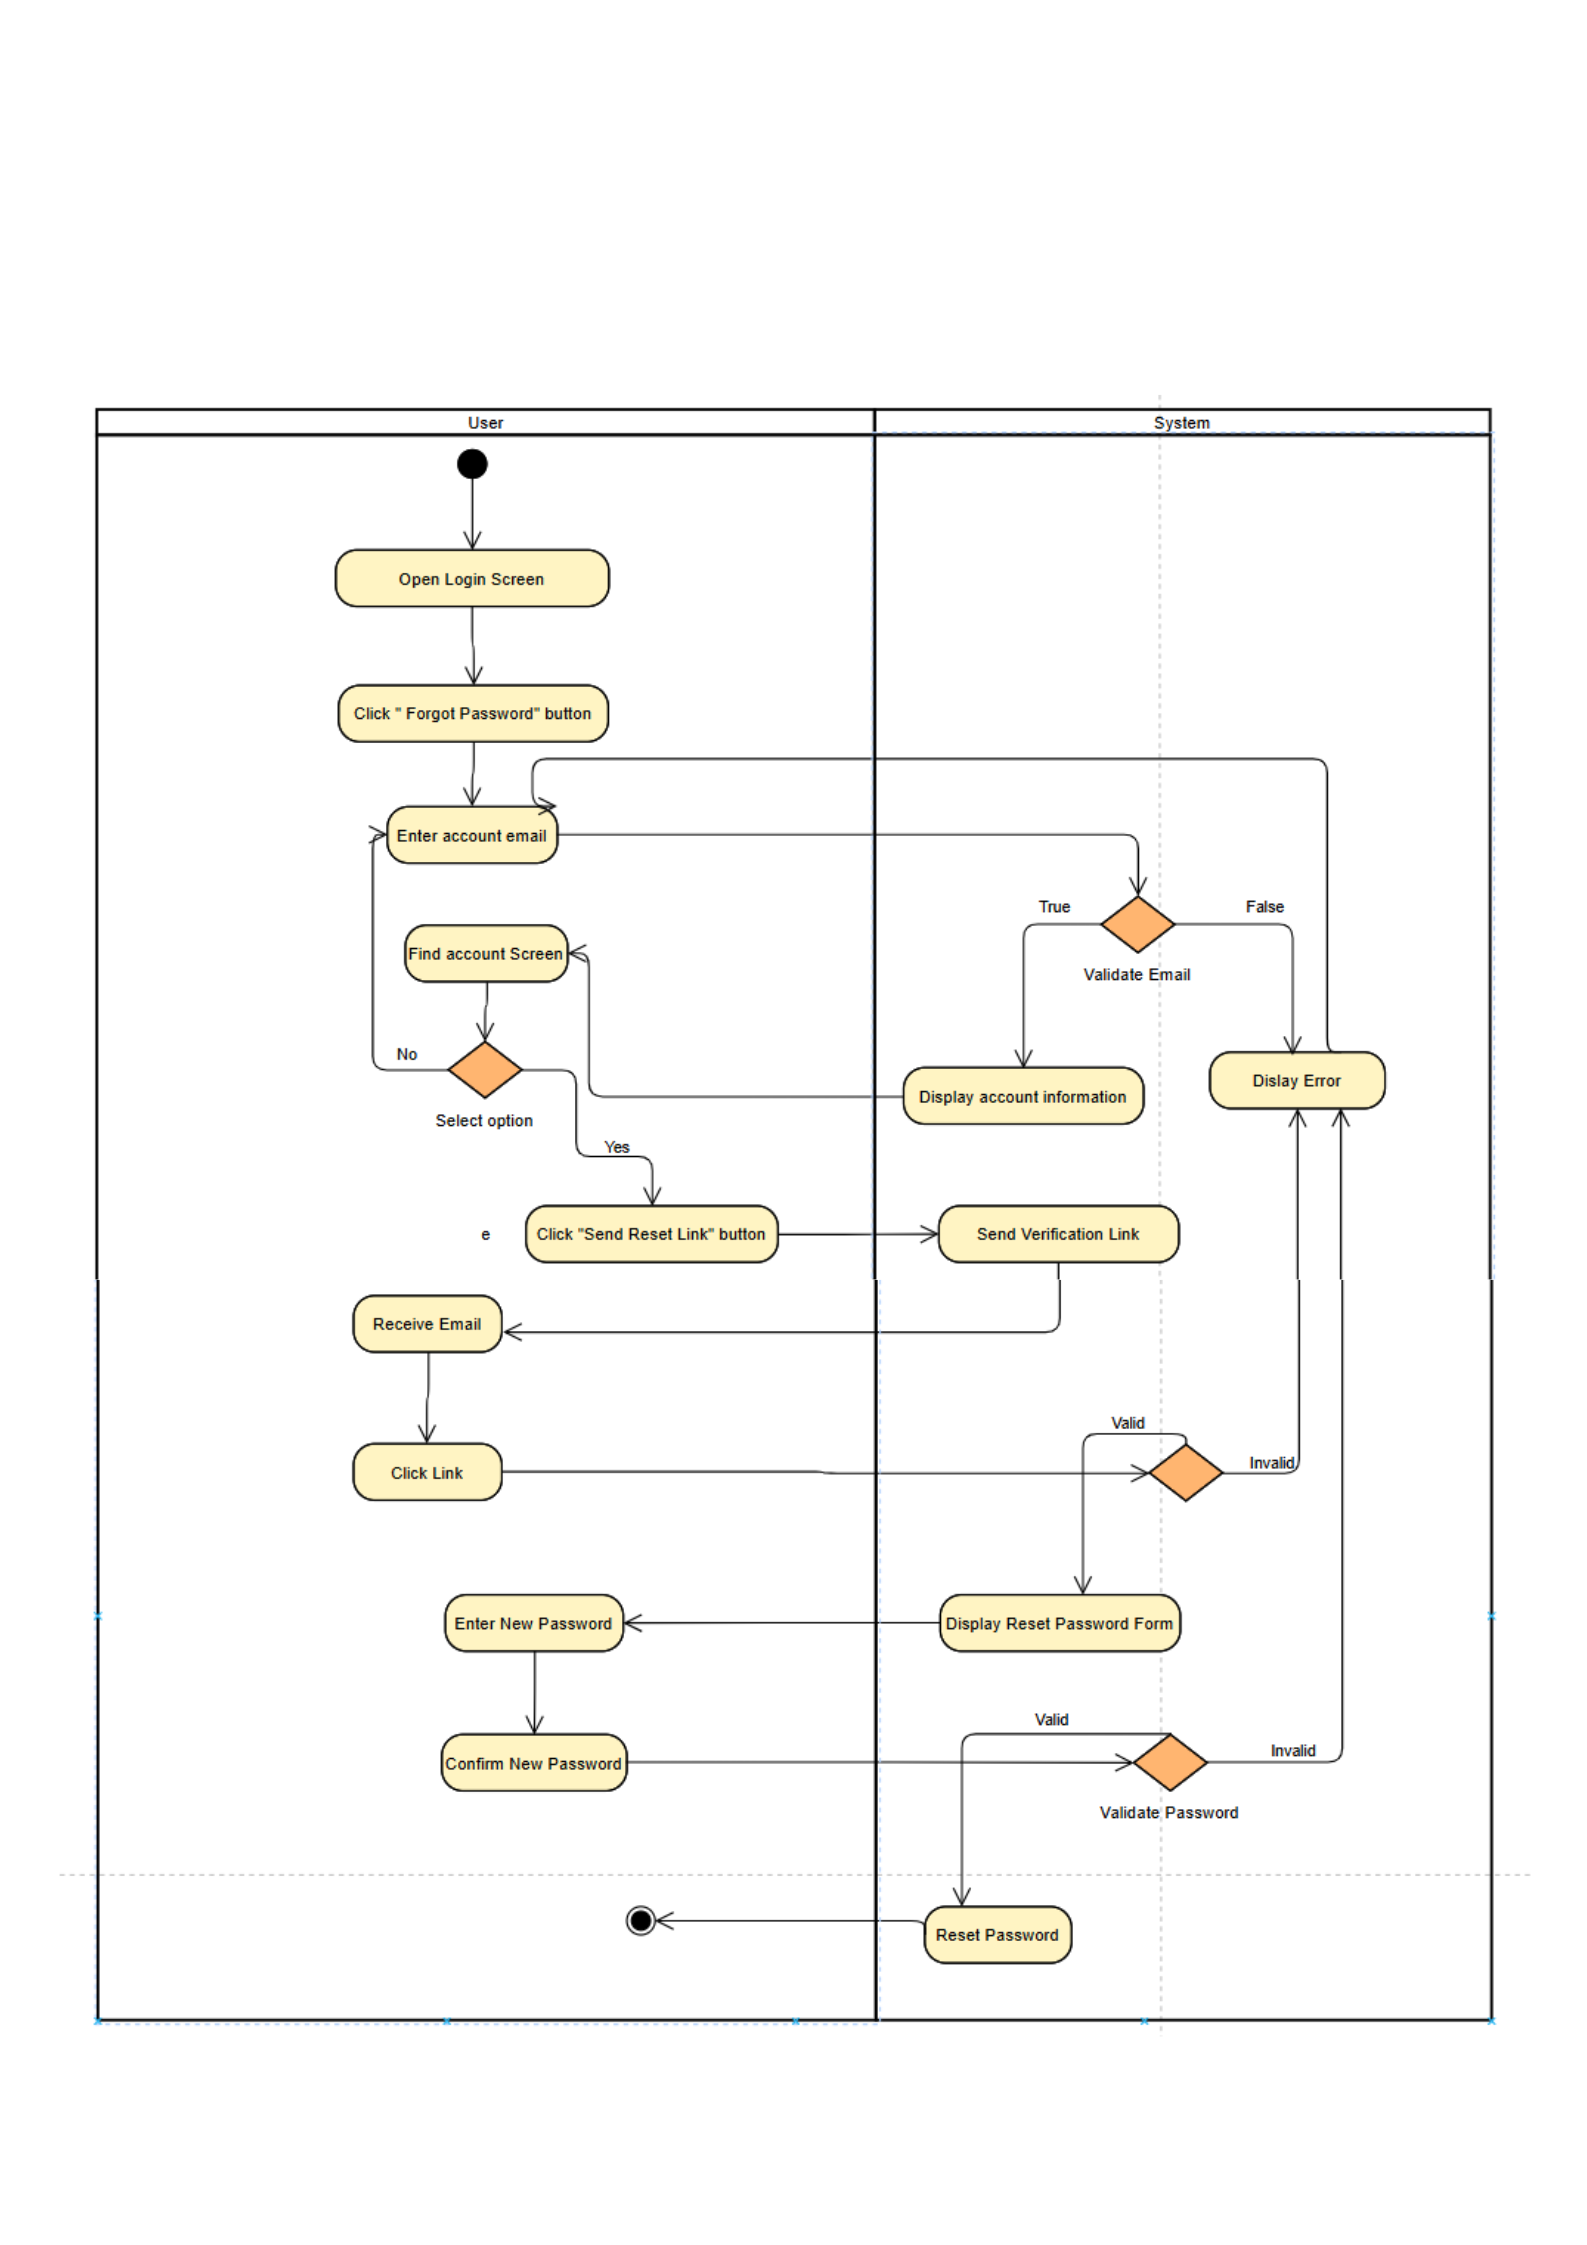 User
System
Open Login Screen
Click " Forgot Password" button
Enter account email
True
False
Validate Email
Find account Screen
No
Select option
Display account information
Dislay Error
Yes
e
Click "Send Reset Link" button
Send Verification Link
Receive Email
Valid
Invalid
Click Link
Enter New Password
Display Reset Password Form
Valid
Invalid
Confirm New Password
Validate Password
Reset Password